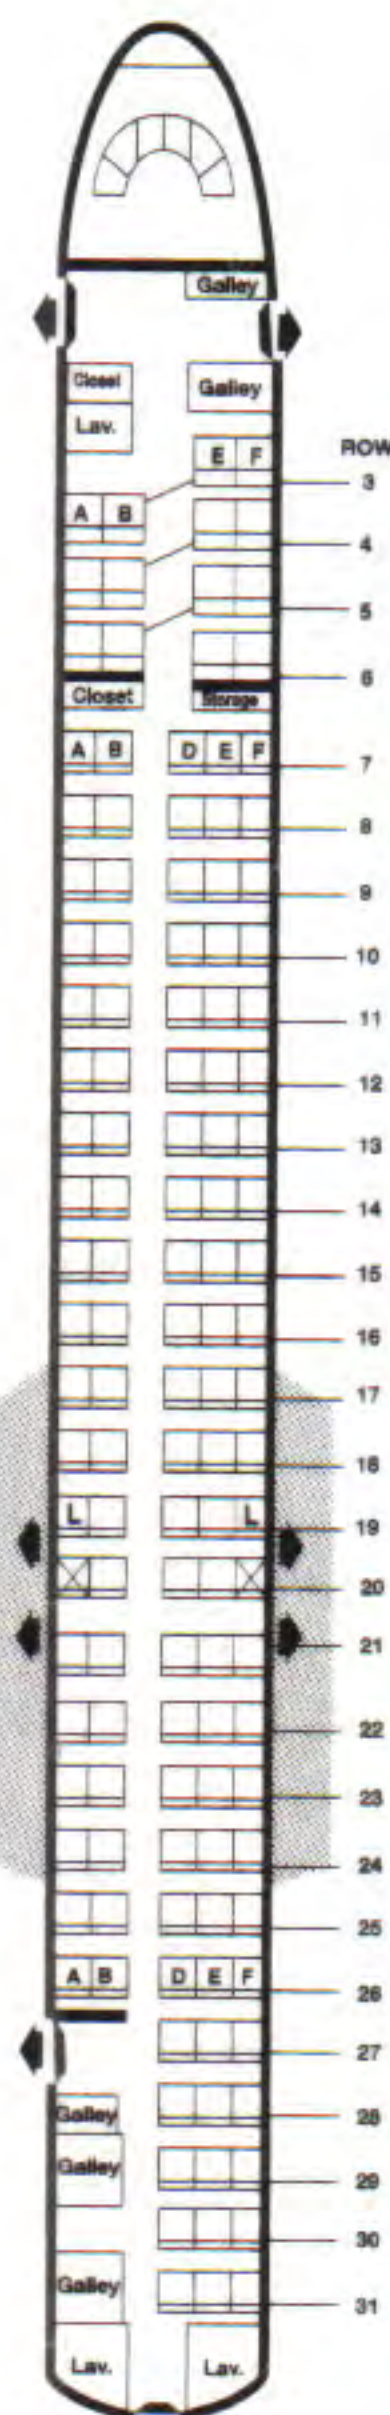 Galley
Closet
Galley
Lav.
ROW
E F
3
A B
4
5
6
Closet
Storage
A B
D E F
7
8
9
10
11
12
13
14
15
16
17
18
L
L
19
20
21
22
23
24
25
A B
D E F
26
27
Galley
28
Galley
29
30
Galley
31
Lav.
Lav.